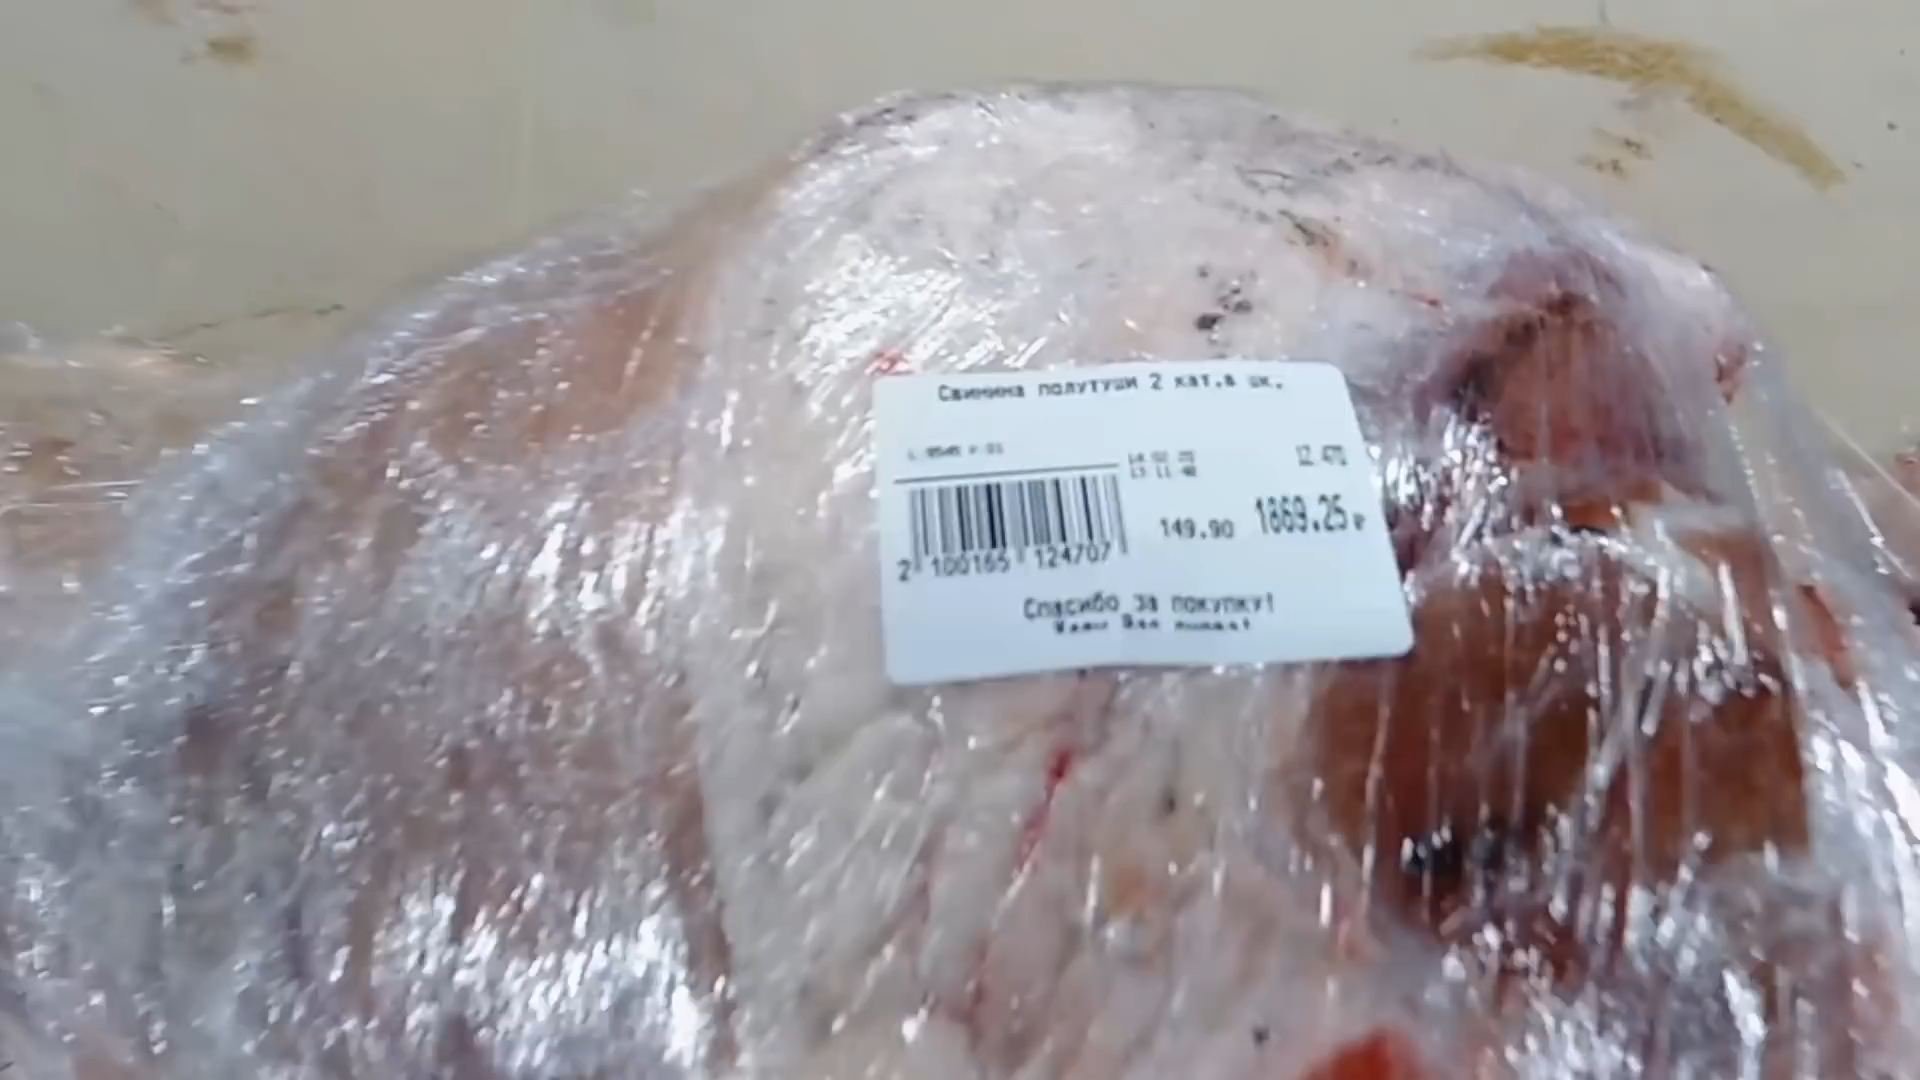 Свинина полутуши 2 кат.в шк.
12.470
149.90 1869.25 ₽
2 100165 124707
Спасибо за покупку!